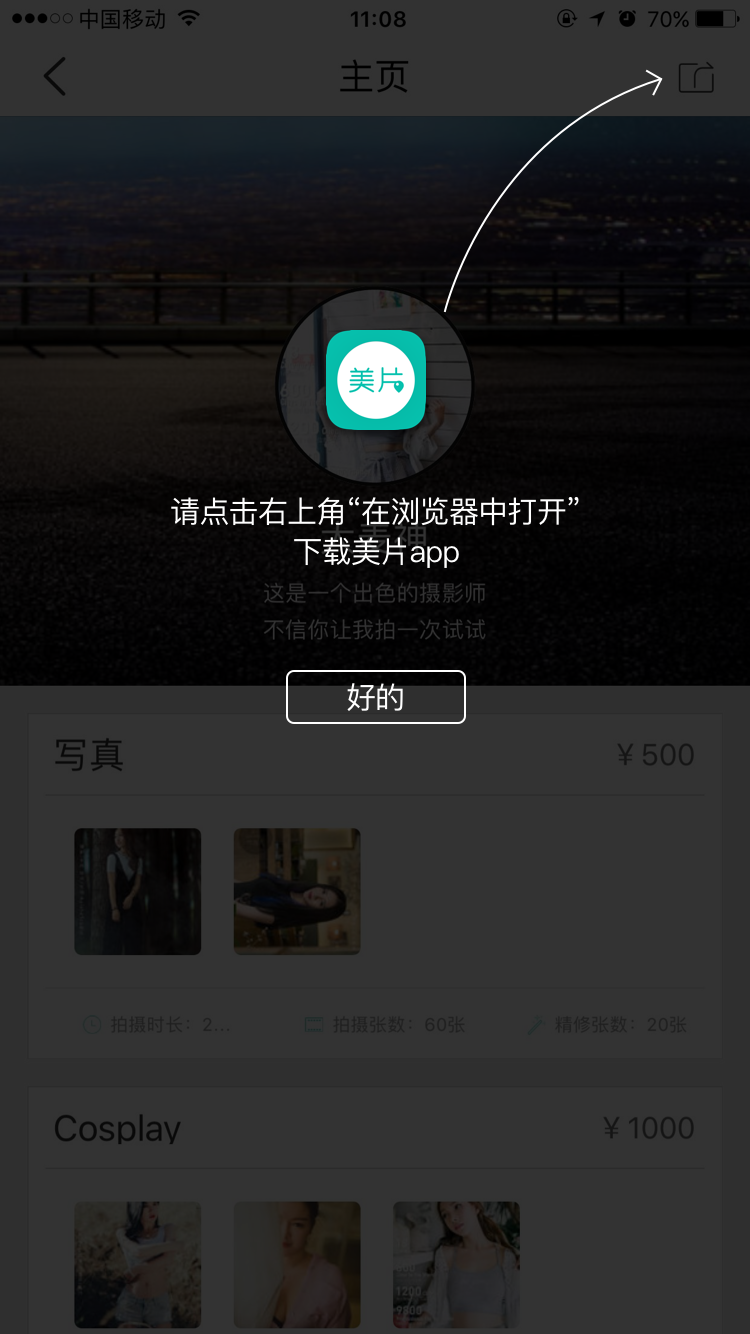 中国移动
11:08
70%
主页
美片
请点击右上角“在浏览器中打开”
下载美片app
这是一个出色的摄影师
不信你让我拍一次试试
好的
写真
¥ 500
拍摄时长：2...
拍摄张数：60张
精修张数：20张
Cosplay
¥ 1000
1200